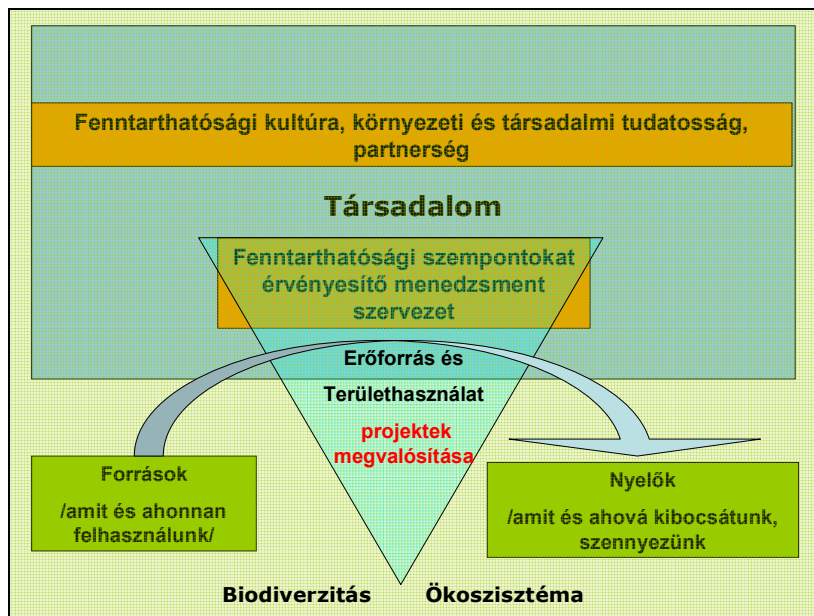 Fenntarthatósági kultúra, környezeti és társadalmi tudatosság,
partnerség
Társadalom
Fenntarthatósági szempontokat
érvényesítő menedzsment
szervezet
Erőforrás és
Területhasználat
projektek
megvalósítása
Források
/amit és ahonnan
felhasználunk/
Nyelők
/amit és ahová kibocsátunk,
szennyezünk
Biodiverzitás Ökoszisztéma